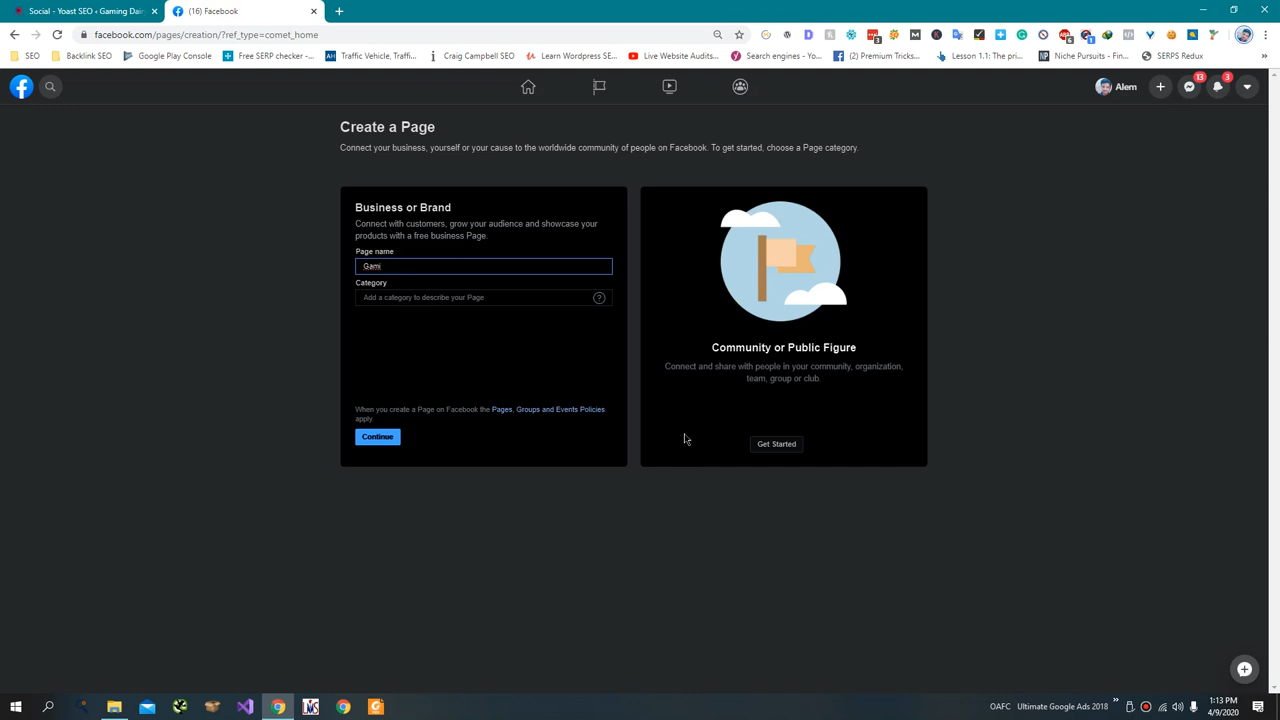 Social - Yoast SEO ‹ Gaming Dair
(16) Facebook
facebook.com/pages/creation/?ref_type=comet_home
SEO
Backlink SEO
Google Play Console
Free SERP checker -...
Traffic Vehicle, Traffi...
Craig Campbell SEO
Learn Wordpress SE...
Live Website Audits...
Search engines - Yo...
(2) Premium Tricks...
Lesson 1.1: The pri...
Niche Pursuits - Fin...
SERPS Redux
Alem
13
3
Create a Page
Connect your business, yourself or your cause to the worldwide community of people on Facebook. To get started, choose a Page category.
Business or Brand
Connect with customers, grow your audience and showcase your
products with a free business Page.
Page name
Gami
Category
Add a category to describe your Page
When you create a Page on Facebook the Pages, Groups and Events Policies
apply.
Continue
Community or Public Figure
Connect and share with people in your community, organization,
team, group or club.
Get Started
OAFC
Ultimate Google Ads 2018
1:13 PM
4/9/2020